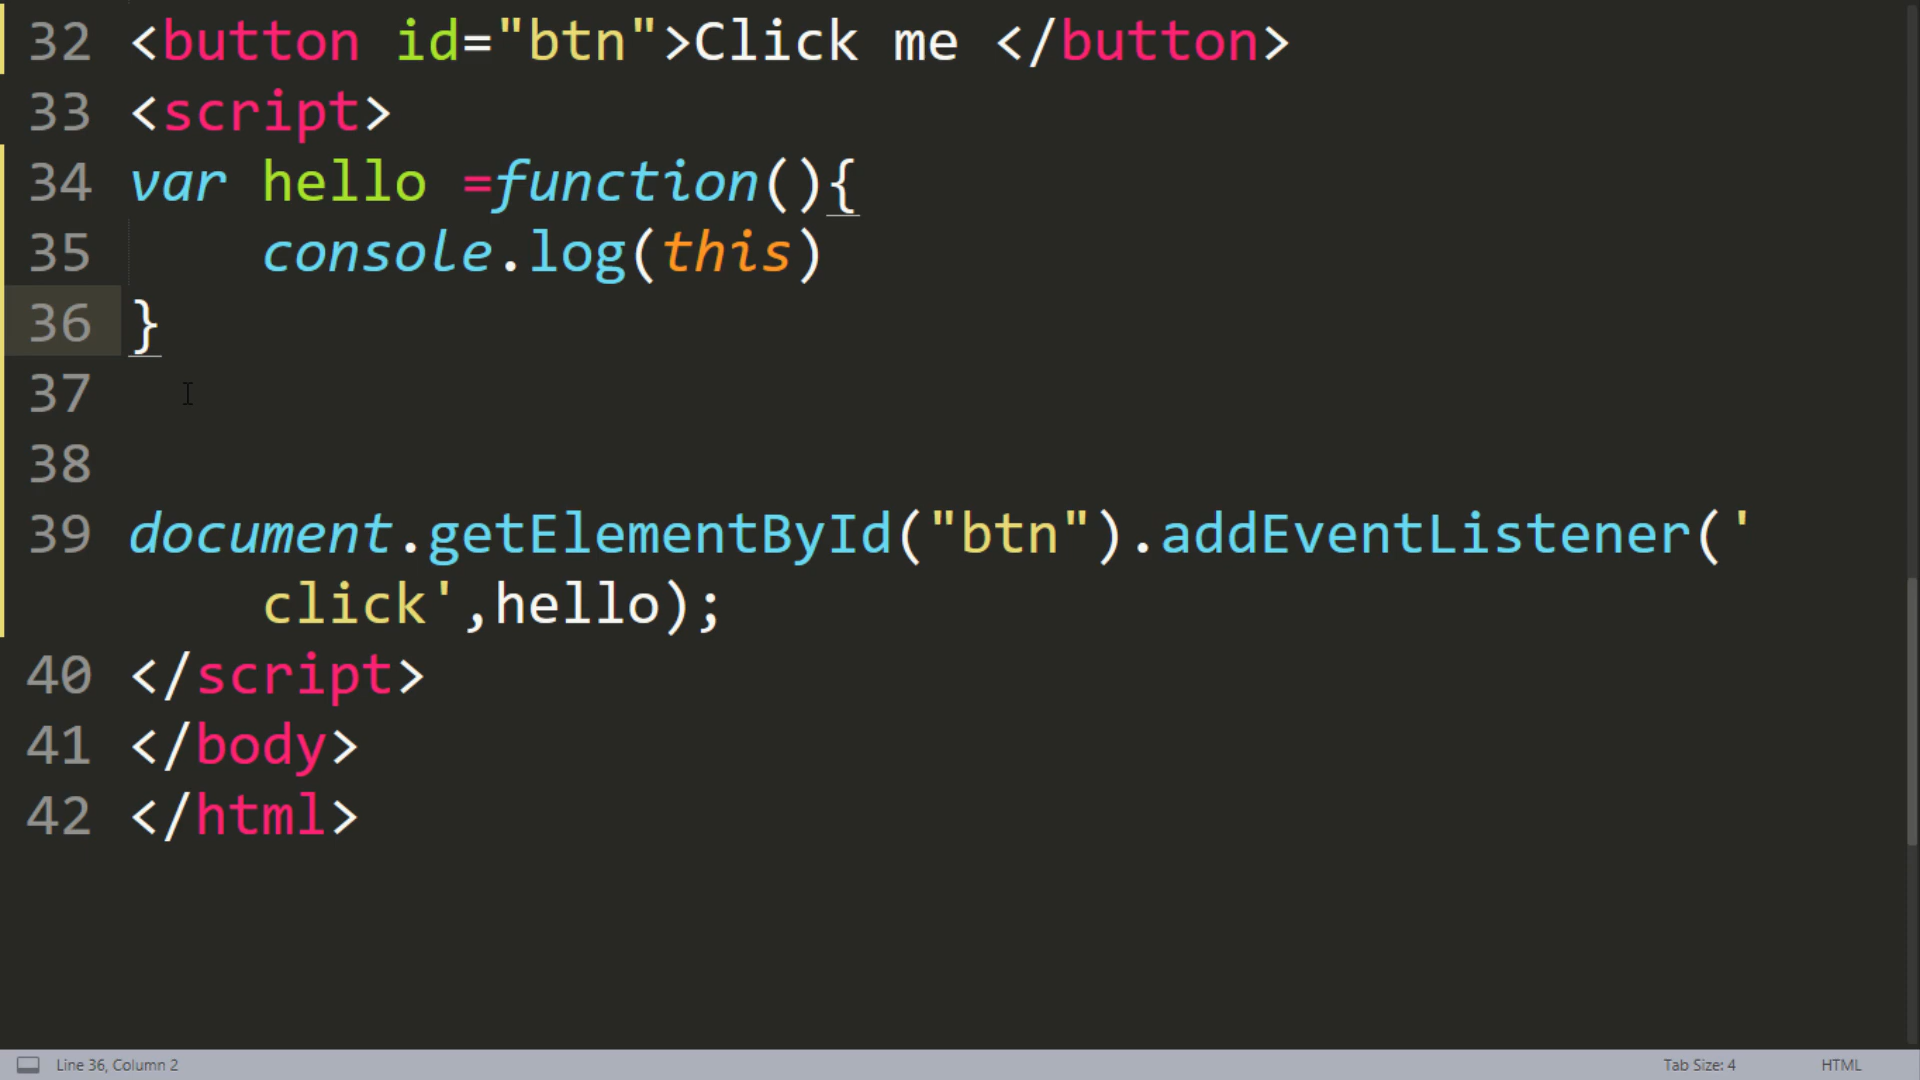 32 <button id="btn">Click me </button>
33 <script>
34 var hello =function(){
35     console.log(this)
36 }
37
38
39 document.getElementById("btn").addEventListener('
    click',hello);
40 </script>
41 </body>
42 </html>
Line 36, Column 2 Tab Size: 4 HTML